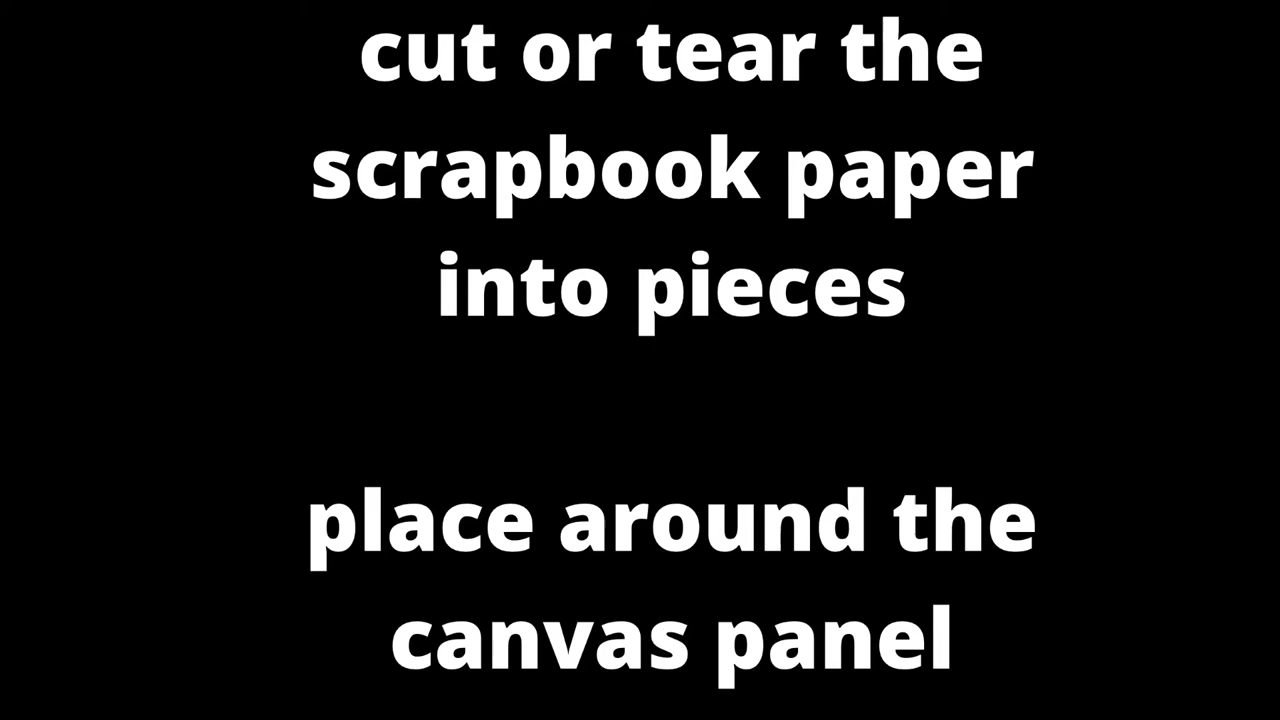 cut or tear the
scrapbook paper
into pieces
place around the
canvas panel